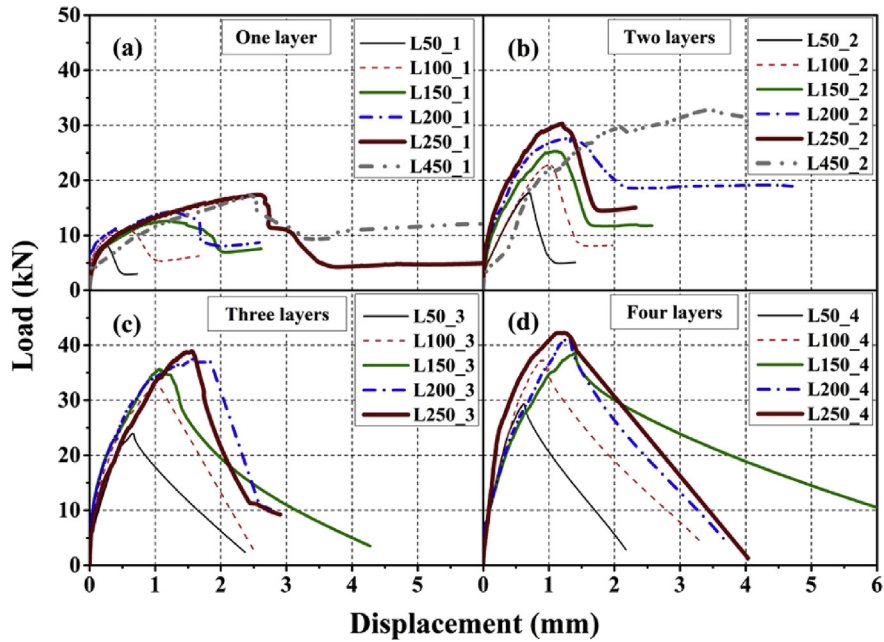 50
40
30
20
10
0
(a)
One layer
L50_1
L100_1
L150_1
L200_1
L250_1
L450_1
(b)
Two layers
L50_2
L100_2
L150_2
L200_2
L250_2
L450_2
40
30
20
10
0
(c)
Three layers
L50_3
L100_3
L150_3
L200_3
L250_3
(d)
Four layers
L50_4
L100_4
L150_4
L200_4
L250_4
0 1 2 3 4 5 0 1 2 3 4 5 6
Load (kN)
Displacement (mm)